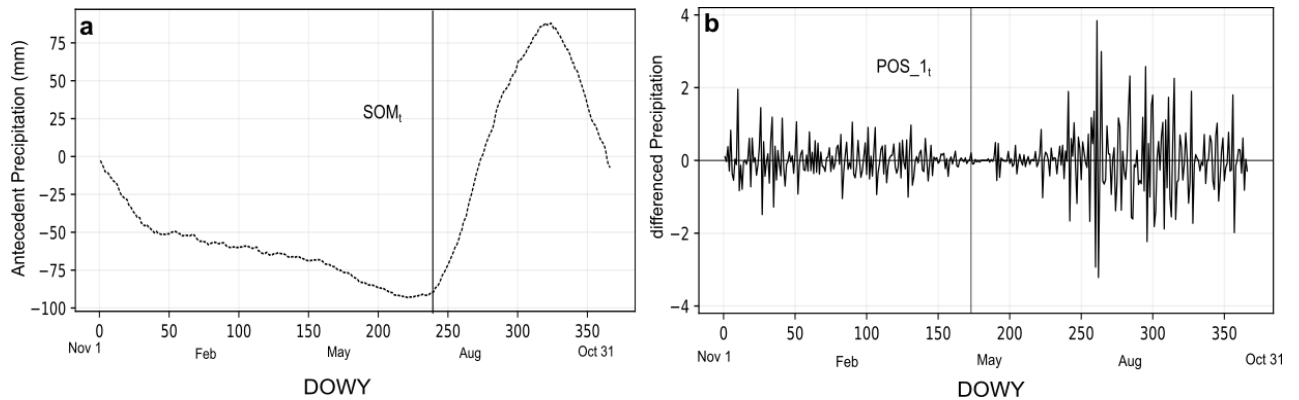 a
Antecedent Precipitation (mm)
75
50
25
0
−25
−50
−75
−100
SOMt
0 50 100 150 200 250 300 350
Nov 1 Feb May Aug Oct 31
DOWY
b
differenced Precipitation
4
2
0
−2
−4
POS_1t
0 50 100 150 200 250 300 350
Nov 1 Feb May Aug Oct 31
DOWY